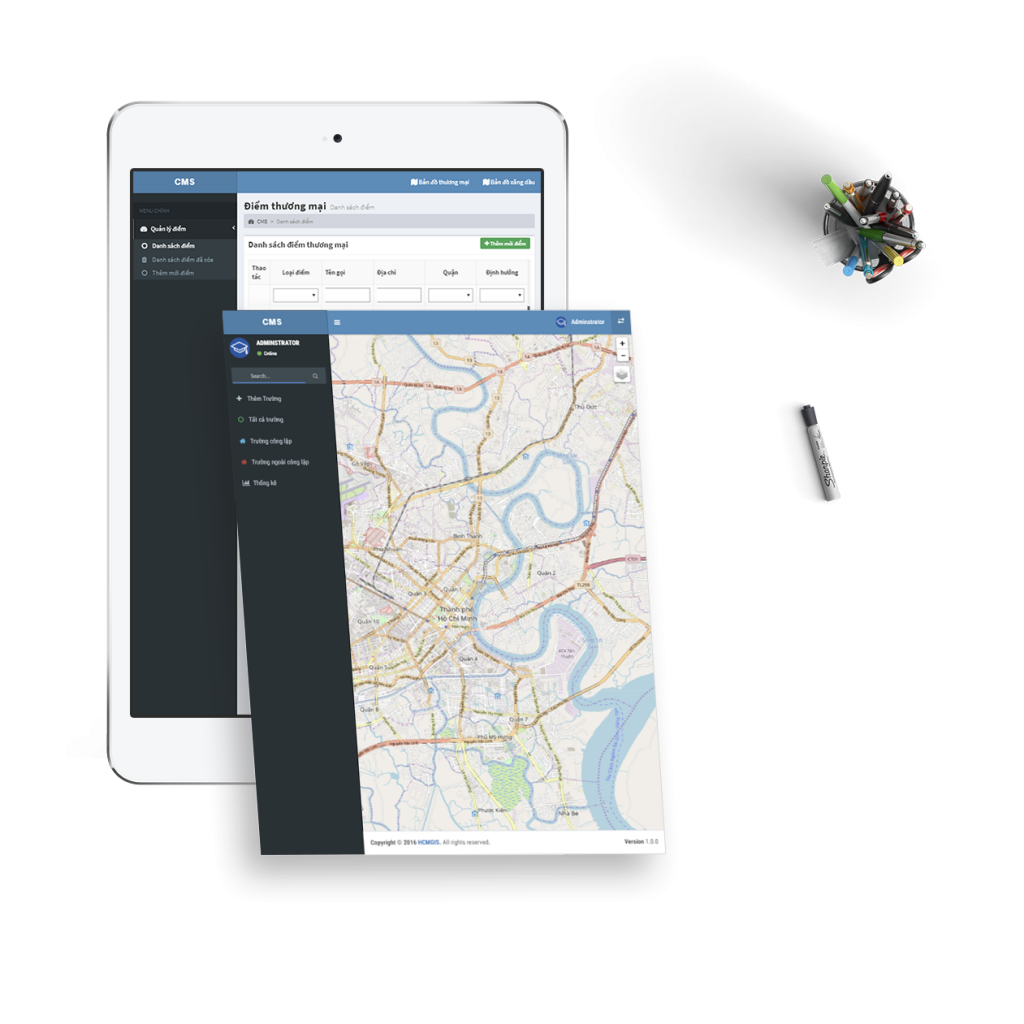 CMS
Bản đồ thương mại
Bản đồ xăng dầu
MENU CHÍNH
Quản lý điểm
Danh sách điểm
Danh sách điểm đã xóa
Thêm mới điểm
Điểm thương mại Danh sách điểm
CMS > Danh sách điểm
Danh sách điểm thương mại
Thêm mới điểm
Thao tác
Loại điểm
Tên gọi
Địa chỉ
Quận
Định hướng
CMS
Adminstrator
ADMINSTRATOR
Online
Search...
Thêm Trường
Tất cả trường
Trường công lập
Trường ngoài công lập
Thống kê
+
−
Thủ Đức
Gò Vấp
Bình Thạnh
Phú Nhuận
Quận 2
TL25B
Quận 1
Quận 3
Thành phố
Hồ Chí Minh
Quận 10
Quận 4
Quận 8
Quận 7
Phú Mỹ Hưng
Phước Kiển
Nhà Bè
Copyright © 2016 HCMGIS. All rights reserved.
Version 1.0.0
Sharpie